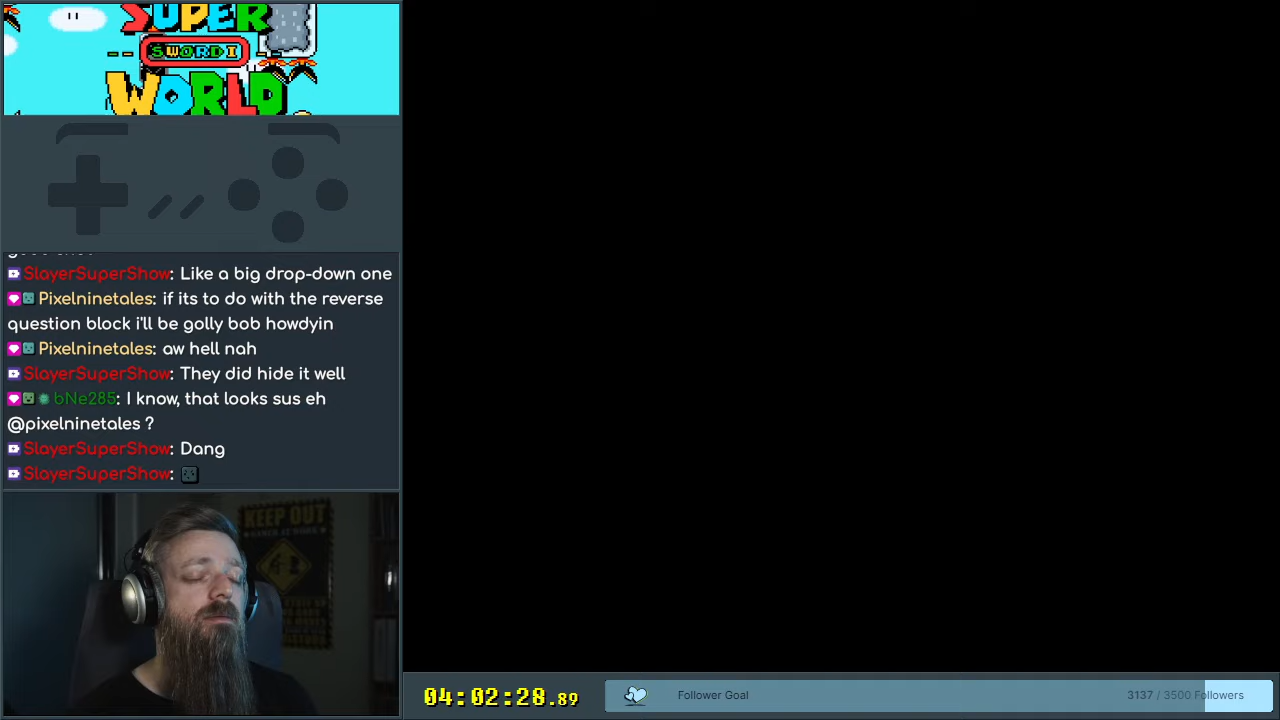 SUPER
SWORDI
WORLD
SlayerSuperShow: Like a big drop-down one
Pixelninetales: if its to do with the reverse
question block i'll be golly bob howdyin
Pixelninetales: aw hell nah
SlayerSuperShow: They did hide it well
bNe285: I know, that looks sus eh
@pixelninetales ?
SlayerSuperShow: Dang
SlayerSuperShow:
KEEP OUT
04:02:28.89
Follower Goal
3137 / 3500 Followers